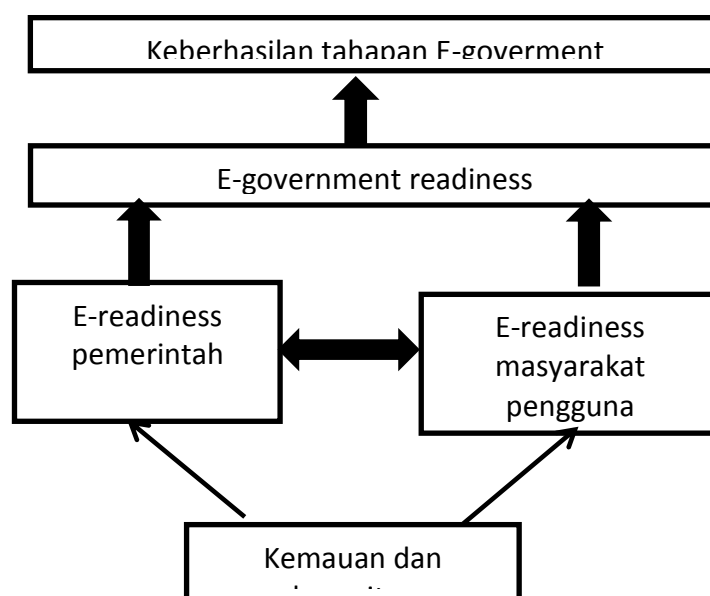 Keberhasilan tahapan E-goverment
E-government readiness
E-readiness
pemerintah
E-readiness
masyarakat
pengguna
Kemauan dan